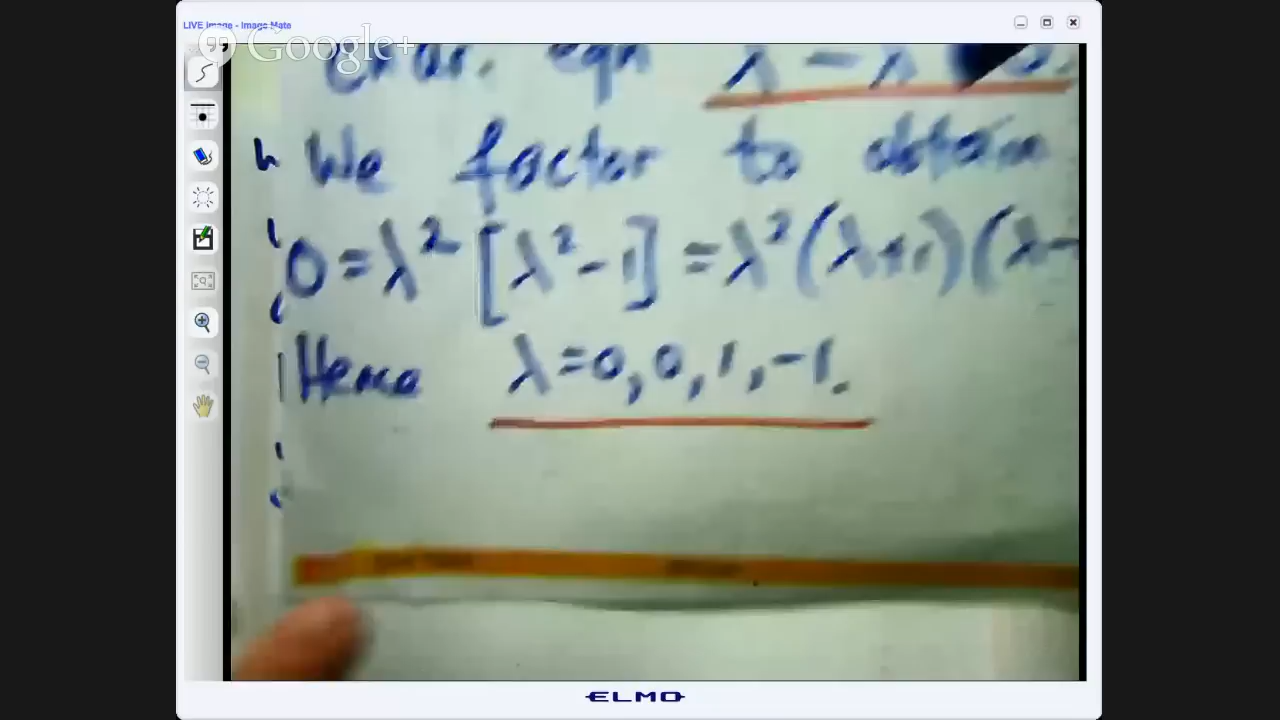 LIVE image - Image Mate
Google+
Char. eqn λ - λ
We factor to obtain
0 = λ² [λ² - 1] = λ² (λ + 1) (λ -
Hence λ = 0, 0, 1, -1.
ELMO